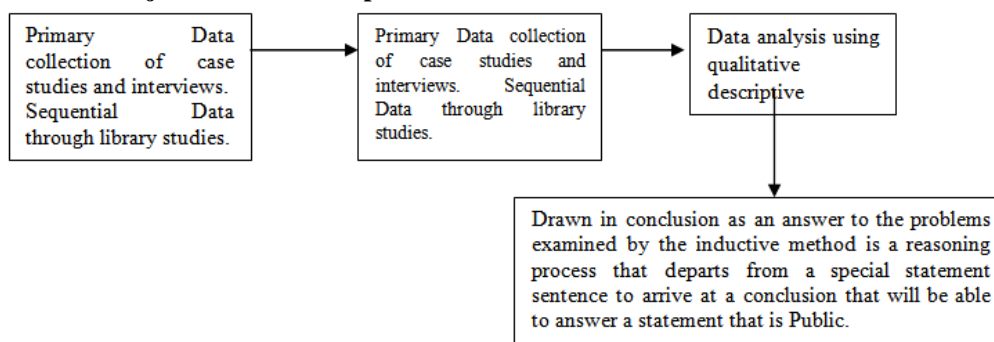 Primary Data
collection of case
studies and interviews.
Sequential Data
through library studies.
Primary Data collection
of case studies and
interviews. Sequential
Data through library
studies.
Data analysis using
qualitative
descriptive
Drawn in conclusion as an answer to the problems
examined by the inductive method is a reasoning
process that departs from a special statement
sentence to arrive at a conclusion that will be able
to answer a statement that is Public.